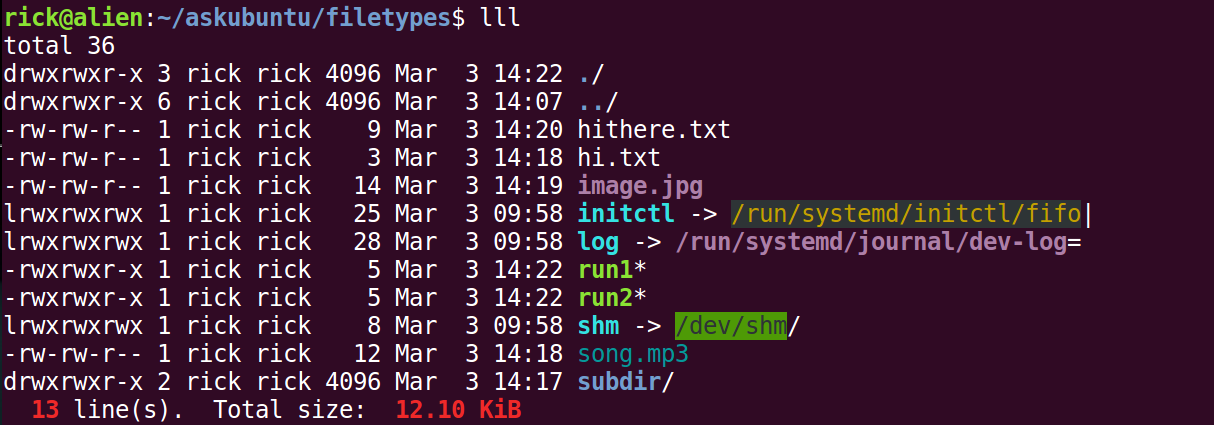 rick@alien:~/askubuntu/filetypes$ lll
total 36
drwxrwxr-x 3 rick rick 4096 Mar  3 14:22 ./
drwxrwxr-x 6 rick rick 4096 Mar  3 14:07 ../
-rw-rw-r-- 1 rick rick    9 Mar  3 14:20 hithere.txt
-rw-rw-r-- 1 rick rick    3 Mar  3 14:18 hi.txt
-rw-rw-r-- 1 rick rick   14 Mar  3 14:19 image.jpg
lrwxrwxrwx 1 rick rick   25 Mar  3 09:58 initctl -> /run/systemd/initctl/fifo|
lrwxrwxrwx 1 rick rick   28 Mar  3 09:58 log -> /run/systemd/journal/dev-log=
-rwxrwxr-x 1 rick rick    5 Mar  3 14:22 run1*
-rwxrwxr-x 1 rick rick    5 Mar  3 14:22 run2*
lrwxrwxrwx 1 rick rick    8 Mar  3 09:58 shm -> /dev/shm/
-rw-rw-r-- 1 rick rick   12 Mar  3 14:18 song.mp3
drwxrwxr-x 2 rick rick 4096 Mar  3 14:17 subdir/
  13 line(s).  Total size:  12.10 KiB